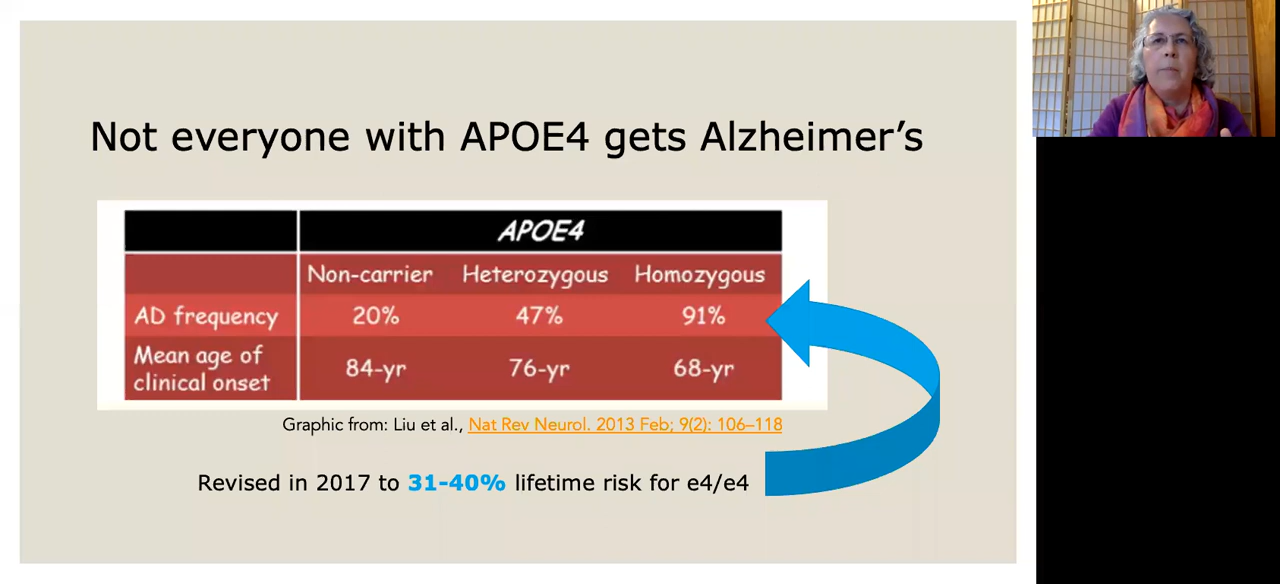 Not everyone with APOE4 gets Alzheimer’s
APOE4
Non-carrier Heterozygous Homozygous
AD frequency 20% 47% 91%
Mean age of
clinical onset 84-yr 76-yr 68-yr
Graphic from: Liu et al., Nat Rev Neurol. 2013 Feb; 9(2): 106–118
Revised in 2017 to 31-40% lifetime risk for e4/e4